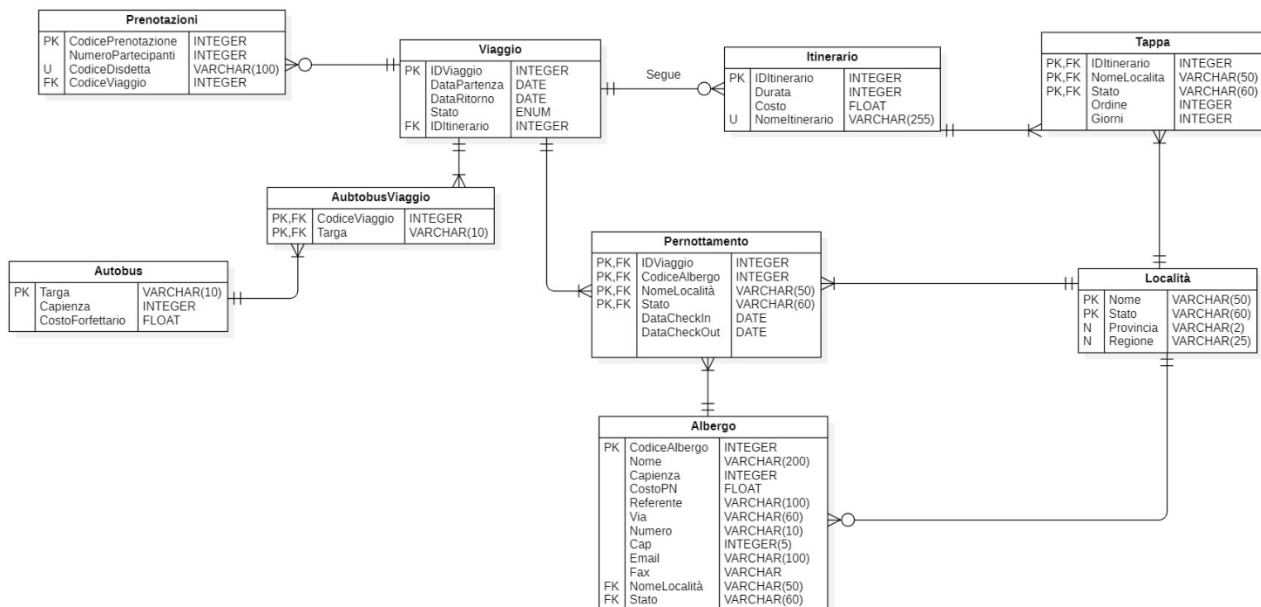 Prenotazioni
PK CodicePrenotazione INTEGER
NumeroPartecipanti INTEGER
U CodiceDisdetta VARCHAR(100)
FK CodiceViaggio INTEGER
Viaggio
PK IDViaggio INTEGER
DataPartenza DATE
DataRitorno DATE
Stato ENUM
FK IDItinerario INTEGER
Segue
Itinerario
PK IDItinerario INTEGER
Durata INTEGER
Costo FLOAT
U NomeItinerario VARCHAR(255)
Tappa
PK,FK IDItinerario INTEGER
PK,FK NomeLocalita VARCHAR(50)
PK,FK Stato VARCHAR(60)
Ordine INTEGER
Giorni INTEGER
AubtobusViaggio
PK,FK CodiceViaggio INTEGER
PK,FK Targa VARCHAR(10)
Autobus
PK Targa VARCHAR(10)
Capienza INTEGER
CostoForfettario FLOAT
Pernottamento
PK,FK IDViaggio INTEGER
PK,FK CodiceAlbergo INTEGER
PK,FK NomeLocalità VARCHAR(50)
PK,FK Stato VARCHAR(60)
DataCheckIn DATE
DataCheckOut DATE
Località
PK Nome VARCHAR(50)
PK Stato VARCHAR(60)
N Provincia VARCHAR(2)
N Regione VARCHAR(25)
Albergo
PK CodiceAlbergo INTEGER
Nome VARCHAR(200)
Capienza INTEGER
CostoPN FLOAT
Referente VARCHAR(100)
Via VARCHAR(60)
Numero VARCHAR(10)
Cap INTEGER(5)
Email VARCHAR(100)
Fax VARCHAR
FK NomeLocalità VARCHAR(50)
FK Stato VARCHAR(60)